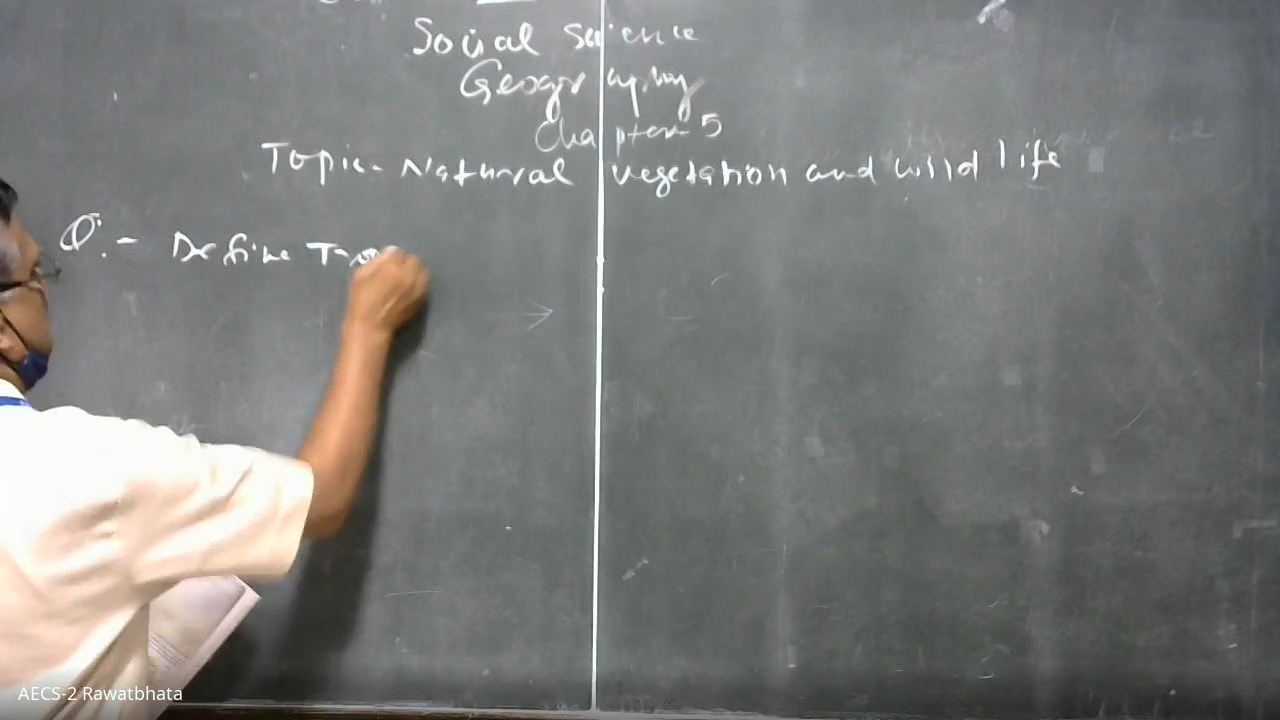 Social Science
Geography
Chapter-5
Topic- Natural vegetation and wild life
Q:- Define
AECS-2 Rawatbhata